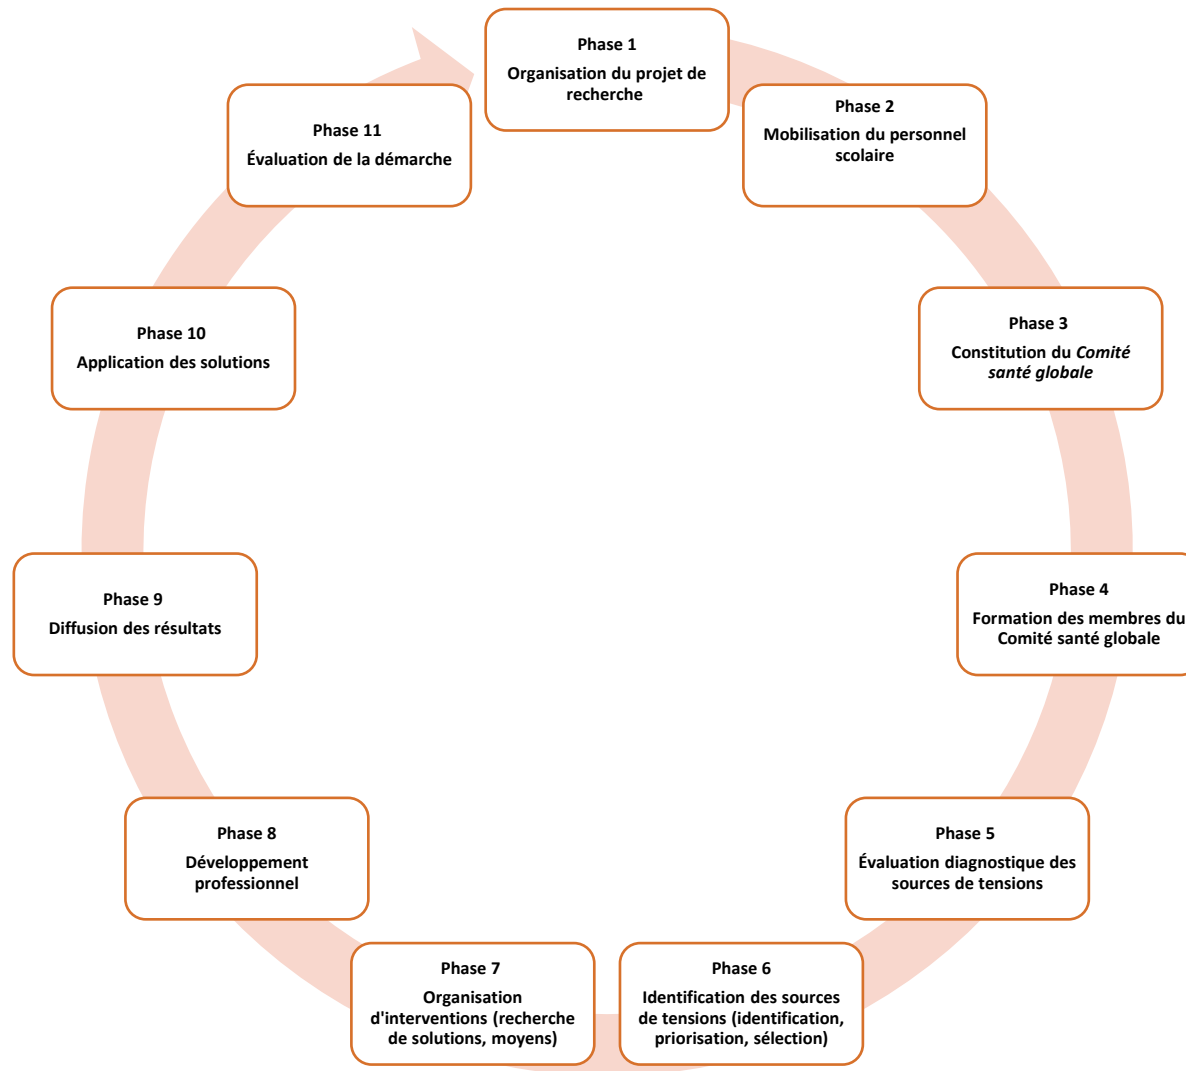 Phase 1
Organisation du projet de
recherche
Phase 2
Mobilisation du personnel
scolaire
Phase 3
Constitution du Comité
santé globale
Phase 4
Formation des membres du
Comité santé globale
Phase 5
Évaluation diagnostique des
sources de tensions
Phase 6
Identification des sources
de tensions (identification,
priorisation, sélection)
Phase 7
Organisation
d'interventions (recherche
de solutions, moyens)
Phase 8
Développement
professionnel
Phase 9
Diffusion des résultats
Phase 10
Application des solutions
Phase 11
Évaluation de la démarche